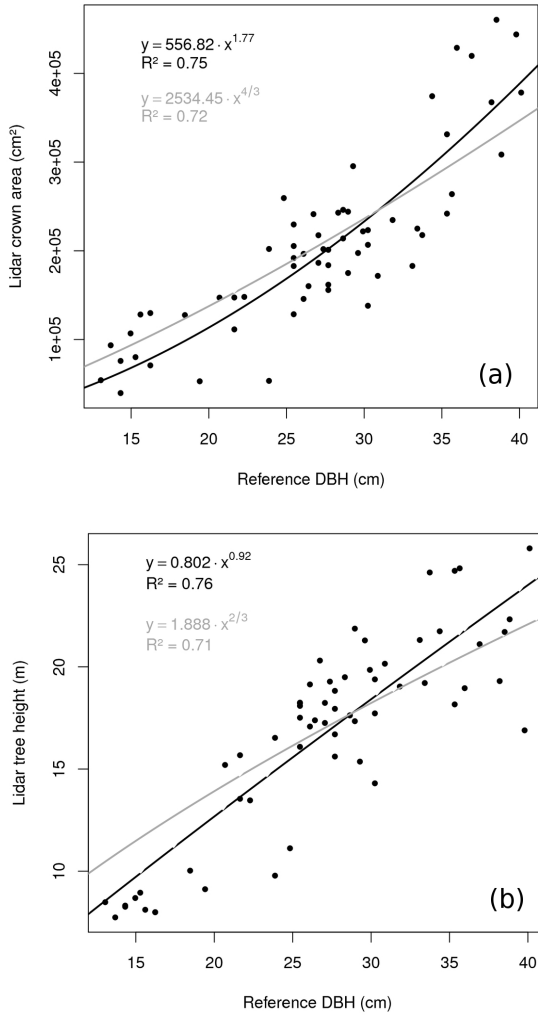 y = 556.82 · x^1.77
R² = 0.75
y = 2534.45 · x^4/3
R² = 0.72
4e+05
3e+05
2e+05
1e+05
Lidar crown area (cm²)
(a)
15 20 25 30 35 40
Reference DBH (cm)
y = 0.802 · x^0.92
R² = 0.76
y = 1.888 · x^2/3
R² = 0.71
25
20
15
10
Lidar tree height (m)
(b)
15 20 25 30 35 40
Reference DBH (cm)